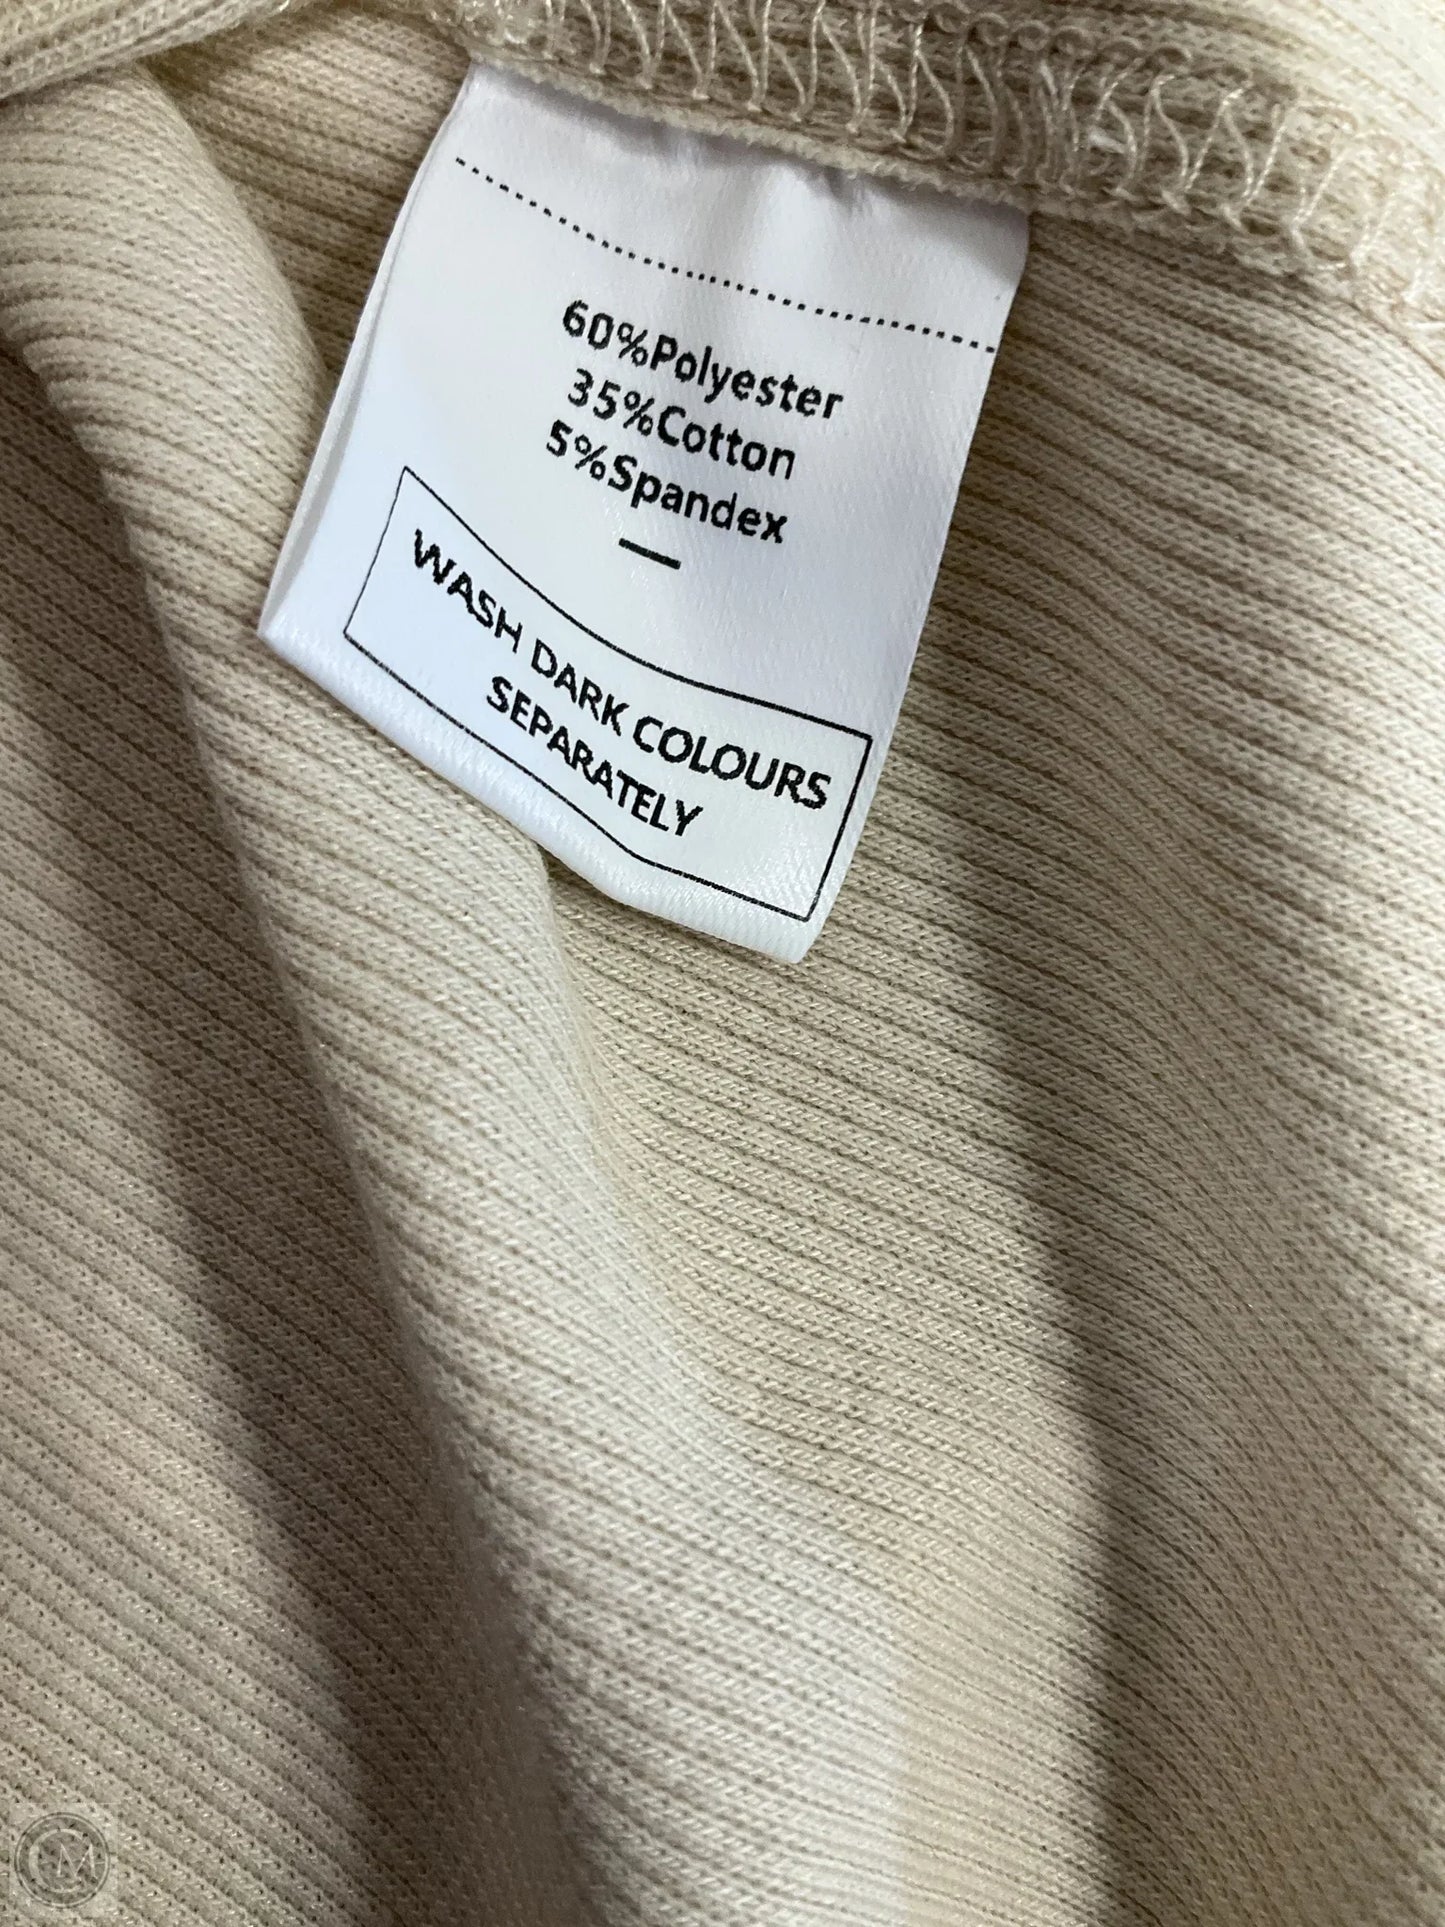 60%Polyester
35%Cotton
5%Spandex
WASH DARK COLOURS
SEPARATELY